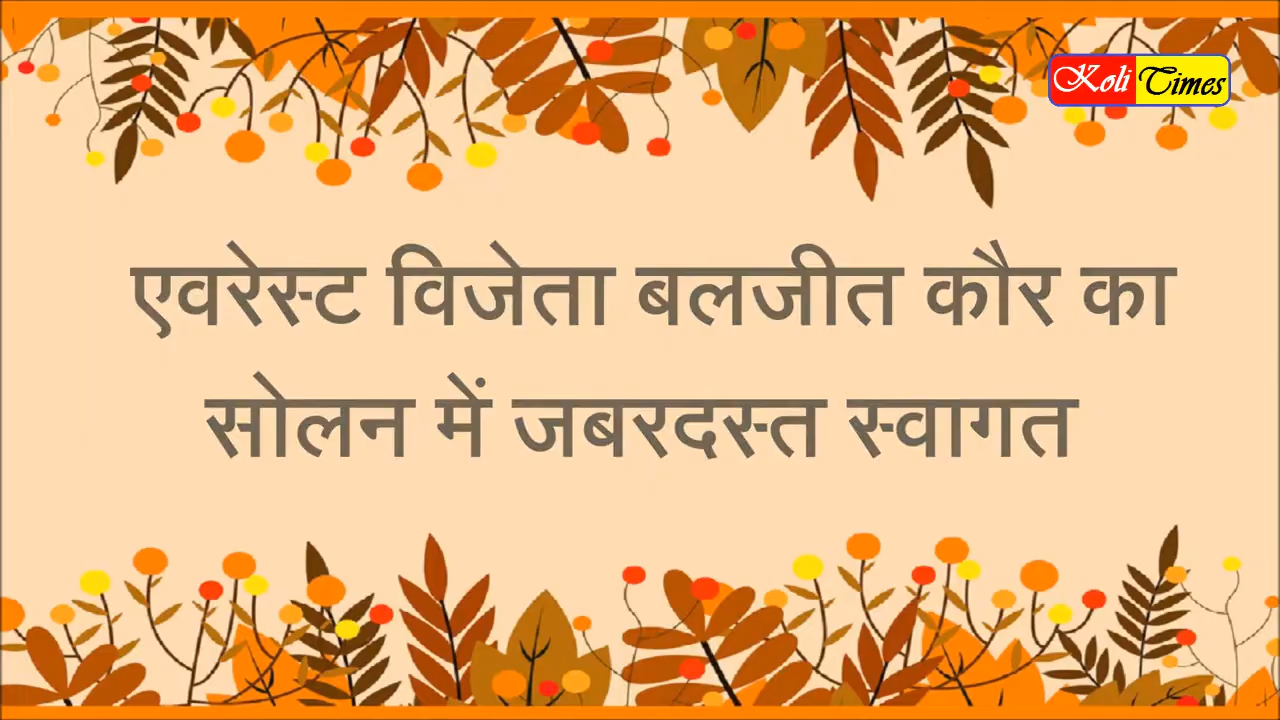 Koli Times
एवरेस्ट विजेता बलजीत कौर का
सोलन में जबरदस्त स्वागत